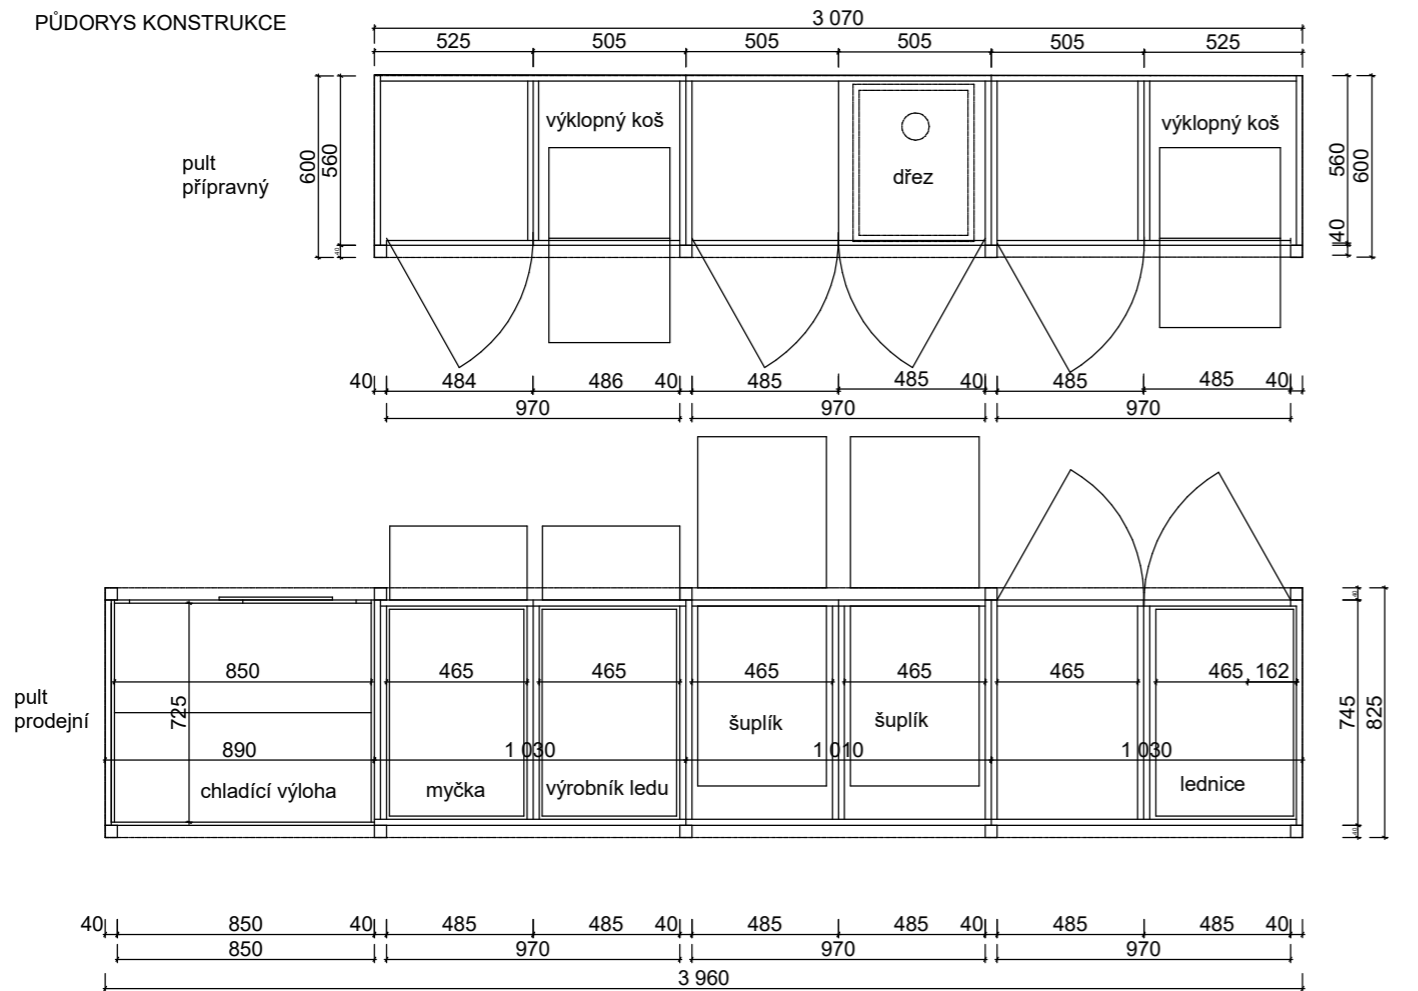 PŮDORYS KONSTRUKCE
3 070
525 505 505 505 505 525
výklopný koš
výklopný koš
pult
přípravný
600
560
40
dřez
560
600
40
40 484 486 40 485 485 40 485 485 40
970 970 970
pult
prodejní
850 465 465 465 465 465 465 162
725
šuplík šuplík
890 1 030 1 010 1 030
chladící výloha myčka výrobník ledu lednice
40
745
825
40
40 850 40 485 485 40 485 485 40 485 485 40
850 970 970 970
3 960